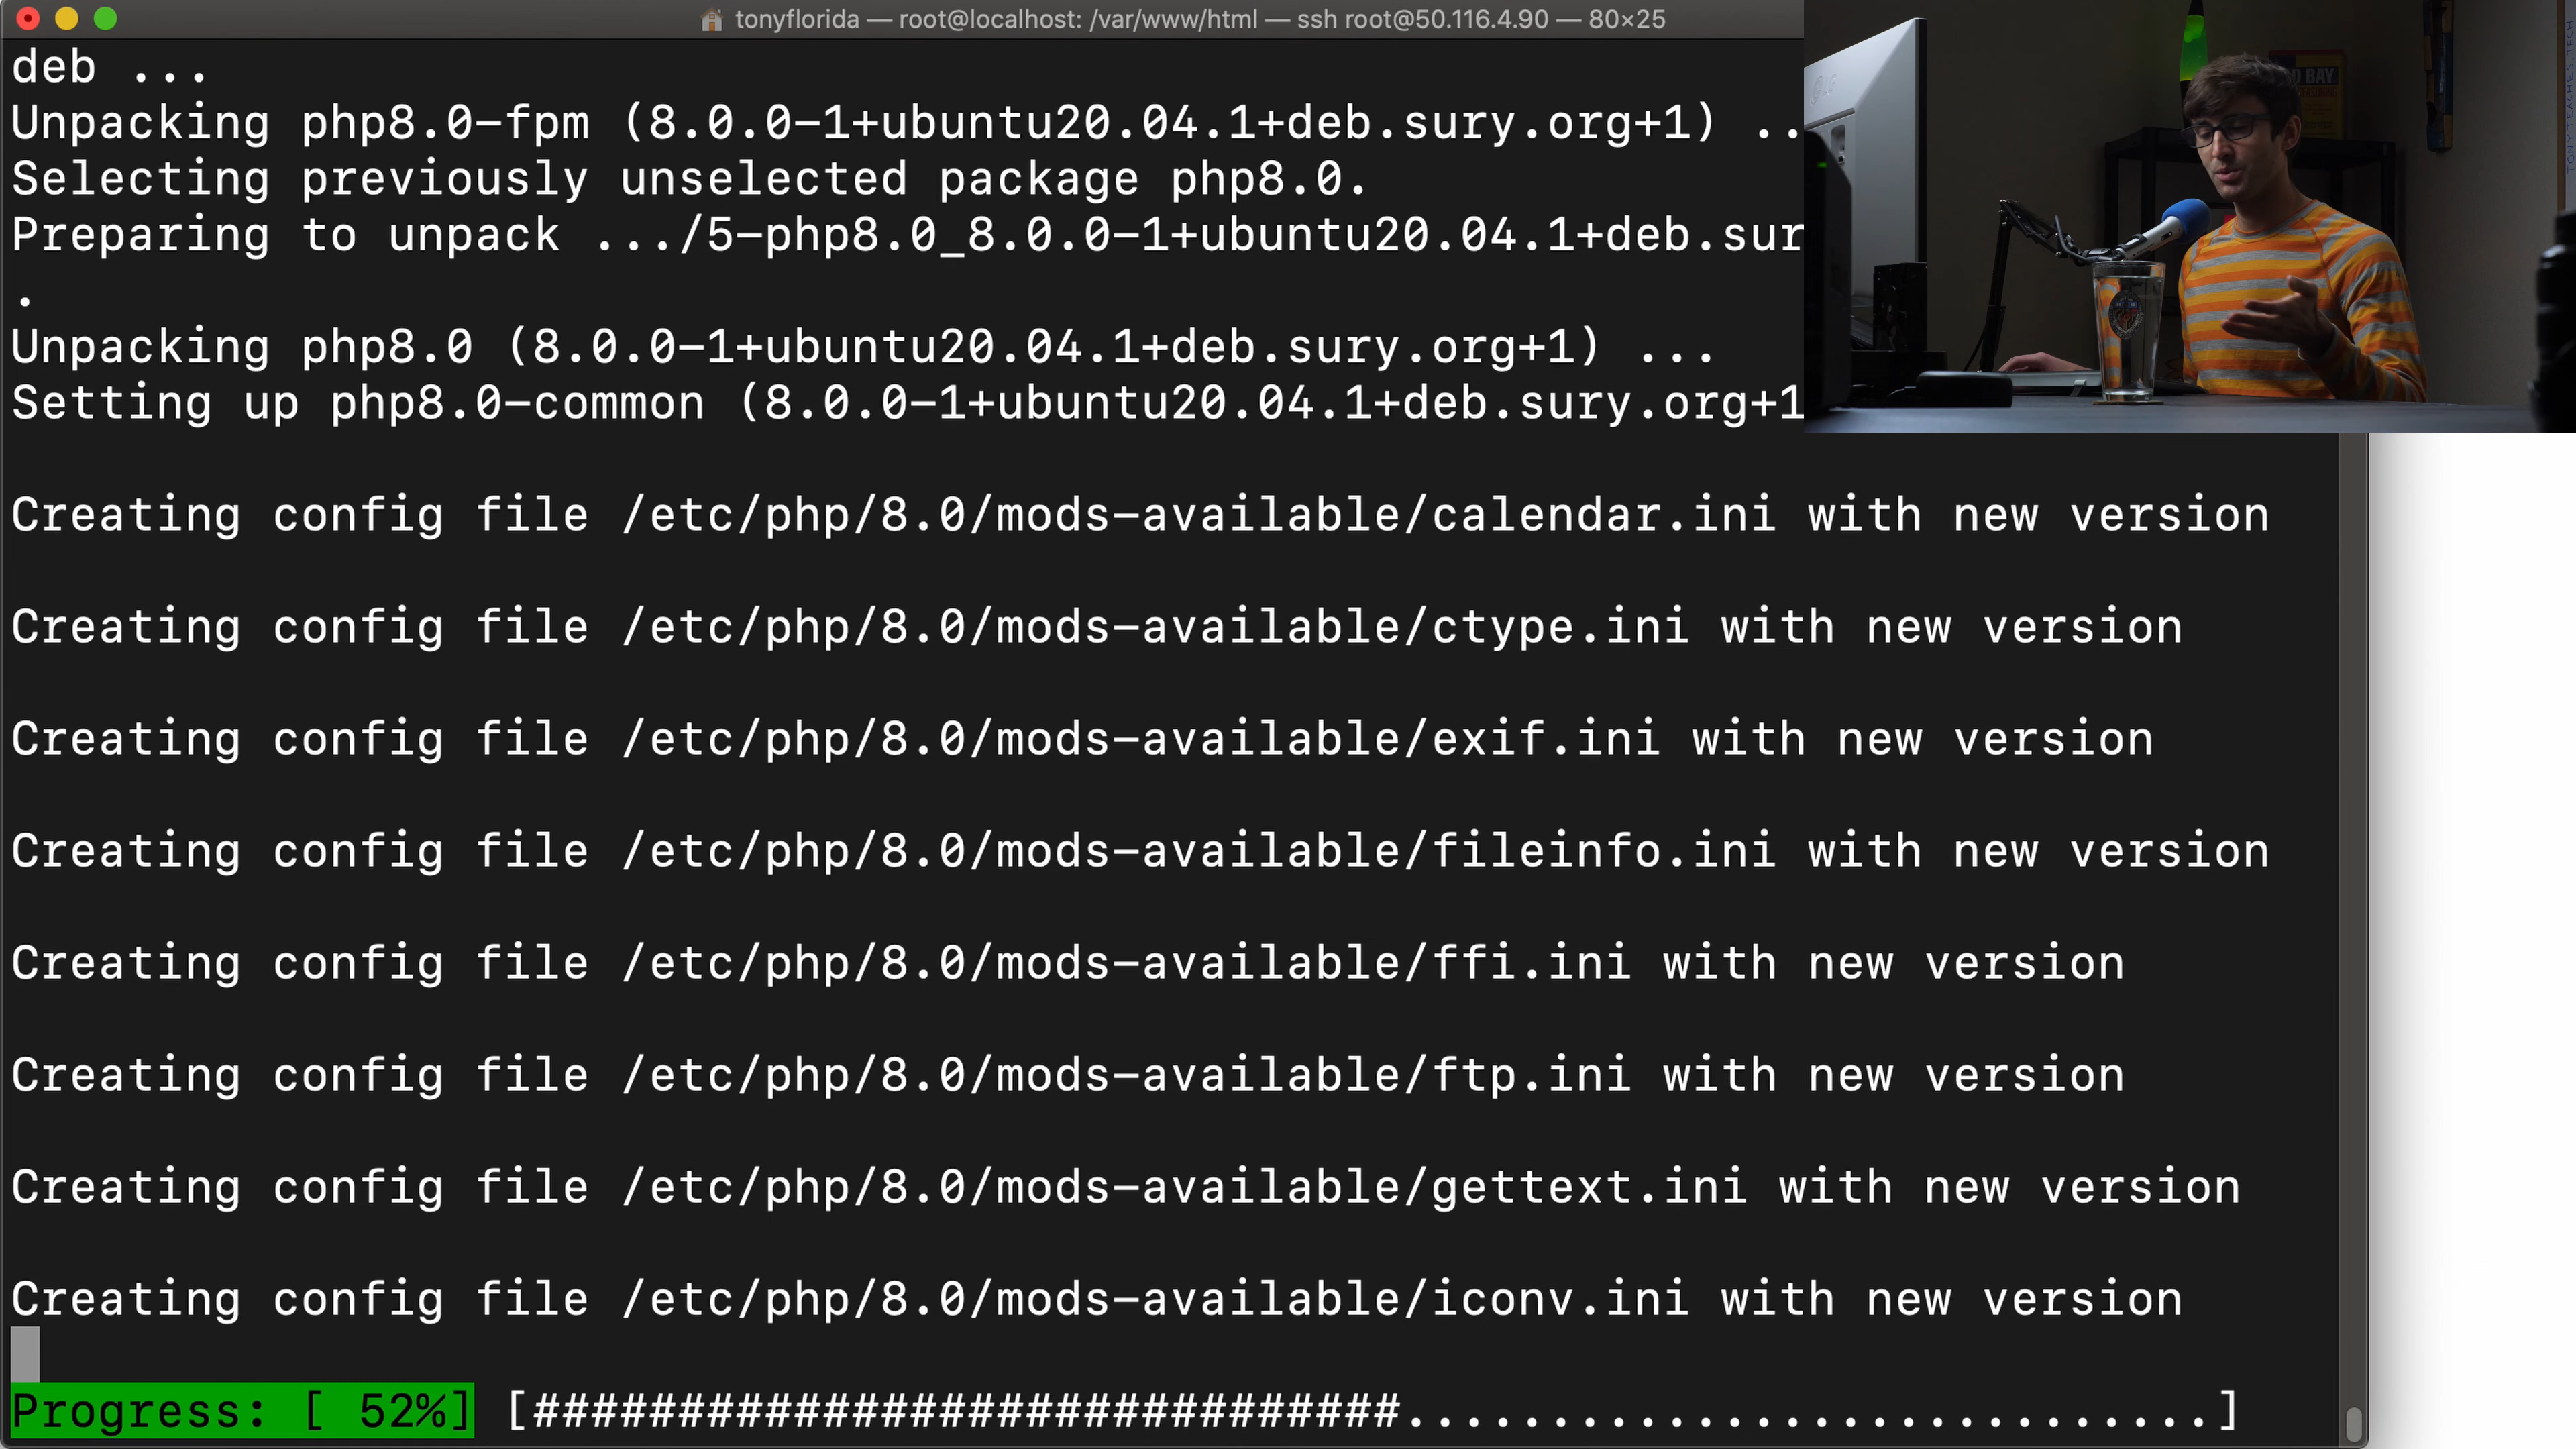 tonyflorida — root@localhost: /var/www/html — ssh root@50.116.4.90 — 80×25
deb ...
Unpacking php8.0-fpm (8.0.0-1+ubuntu20.04.1+deb.sury.org+1) ..
Selecting previously unselected package php8.0.
Preparing to unpack .../5-php8.0_8.0.0-1+ubuntu20.04.1+deb.sur
.
Unpacking php8.0 (8.0.0-1+ubuntu20.04.1+deb.sury.org+1) ...
Setting up php8.0-common (8.0.0-1+ubuntu20.04.1+deb.sury.org+1
Creating config file /etc/php/8.0/mods-available/calendar.ini with new version
Creating config file /etc/php/8.0/mods-available/ctype.ini with new version
Creating config file /etc/php/8.0/mods-available/exif.ini with new version
Creating config file /etc/php/8.0/mods-available/fileinfo.ini with new version
Creating config file /etc/php/8.0/mods-available/ffi.ini with new version
Creating config file /etc/php/8.0/mods-available/ftp.ini with new version
Creating config file /etc/php/8.0/mods-available/gettext.ini with new version
Creating config file /etc/php/8.0/mods-available/iconv.ini with new version
Progress: [ 52%] [##############################............................]
LG
BAY